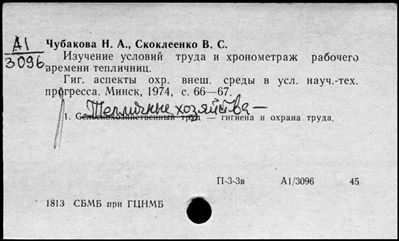 А1
3096
Чубакова Н. А., Скоклеенко В. С.
Изучение условий труда и хронометраж рабочего
времени тепличниц.
Гиг. аспекты охр. внеш. среды в усл. науч.-тех.
прогресса. Минск, 1974, с. 66—67.
Тепличные хозяйства —
1. Сельскохозяйственный труд — гигиена и охрана труда.
П-3-3в А1/3096 45
1813 СБМБ при ГЦНМБ